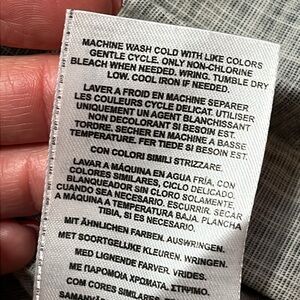 MACHINE WASH COLD WITH LIKE COLORS
GENTLE CYCLE. ONLY NON-CHLORINE
BLEACH WHEN NEEDED. WRING. TUMBLE DRY
LOW. COOL IRON IF NEEDED.
LAVER A FROID EN MACHINE SEPARER
LES COULEURS CYCLE DELICAT. UTILISER
UNIQUEMENT UN AGENT BLANCHISSANT
NON DECOLORANT SI BESOIN EST.
TORDRE. SECHER EN MACHINE A BASSE
TEMPERATURE. FER TIEDE SI BESOIN EST.
CON COLORI SIMILI STRIZZARE.
LAVAR A MÁQUINA EN AGUA FRÍA, CON
COLORES SIMILARES, CICLO DELICADO.
BLANQUEADOR SIN CLORO SOLAMENTE,
CUANDO SEA NECESARIO. ESCURRIR. SECAR
A MÁQUINA A TEMPERATURA BAJA. PLANCHA
TIBIA, SI ES NECESARIO.
MIT ÄHNLICHEN FARBEN. AUSWRINGEN.
MET SOORTGELIJKE KLEUREN. WRINGEN.
MED LIGNENDE FARVER. VRIDES.
ΜΕ ΠΑΡΟΜΟΙΑ ΧΡΩΜΑΤΑ. ΣΤΙΨΙΜΟ.
COM CORES SIMILARES.